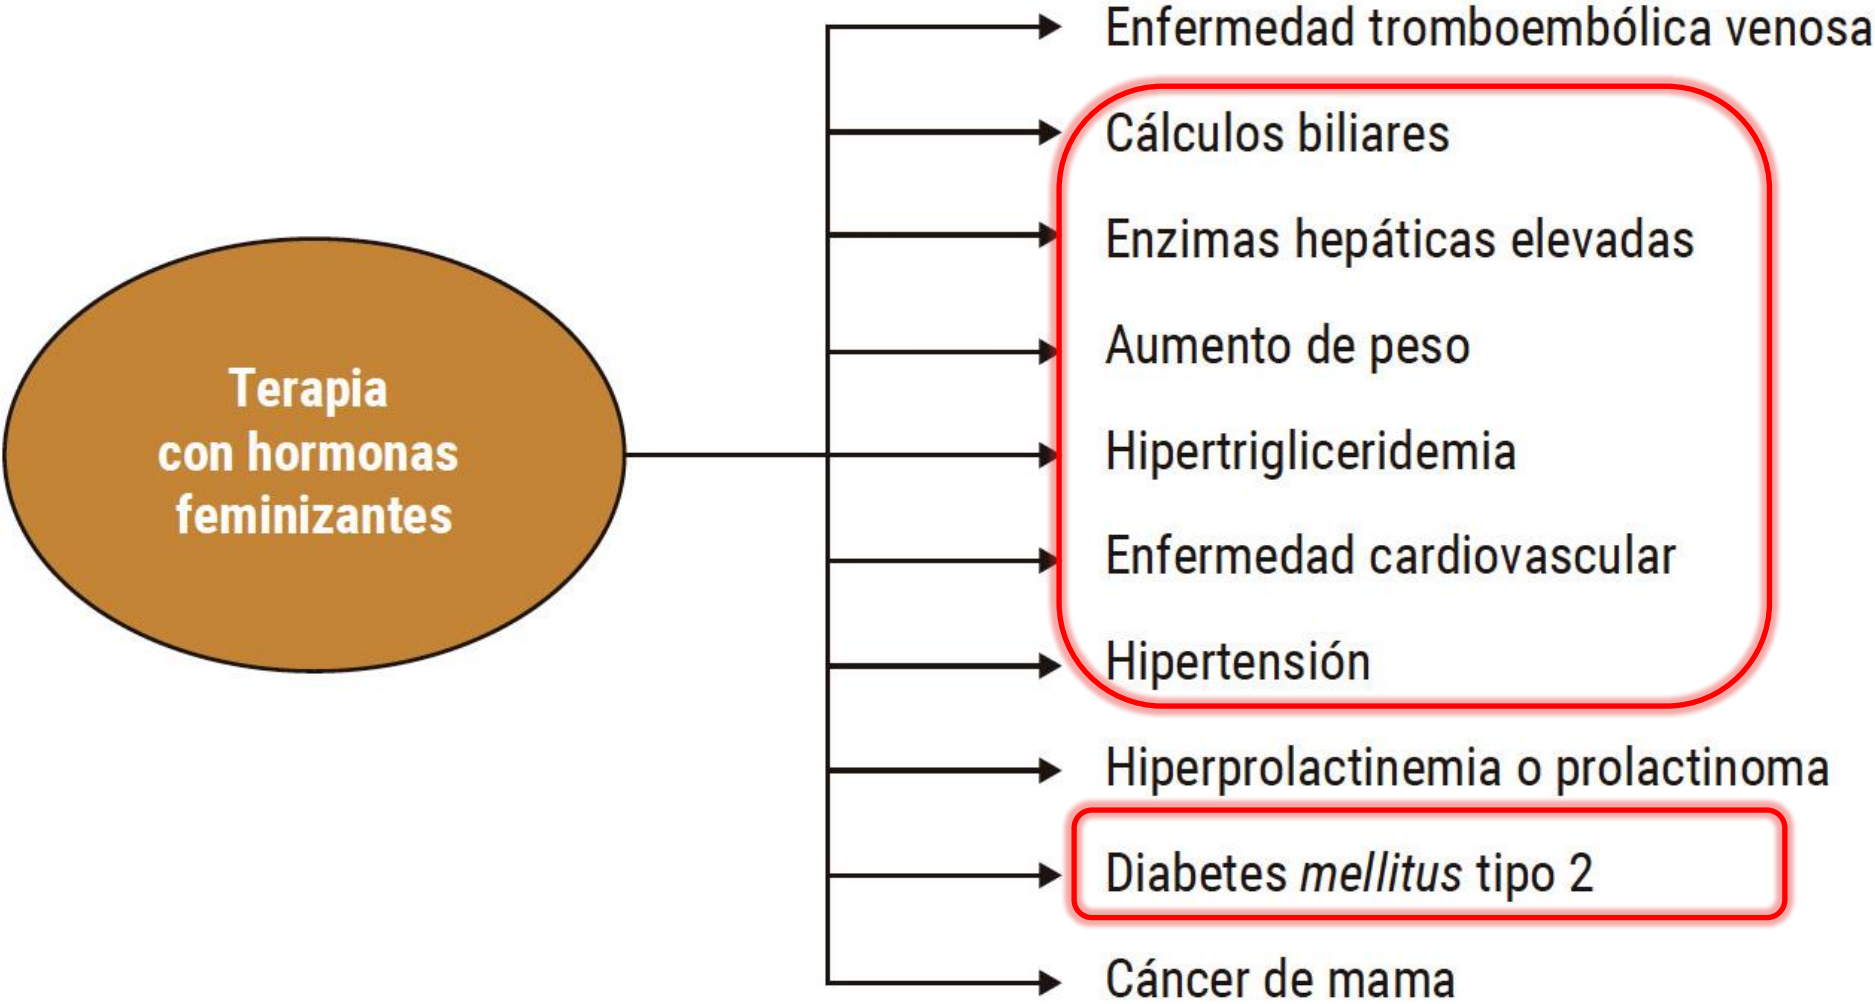 Terapia
con hormonas
feminizantes
Enfermedad tromboembólica venosa
Cálculos biliares
Enzimas hepáticas elevadas
Aumento de peso
Hipertrigliceridemia
Enfermedad cardiovascular
Hipertensión
Hiperprolactinemia o prolactinoma
Diabetes mellitus tipo 2
Cáncer de mama